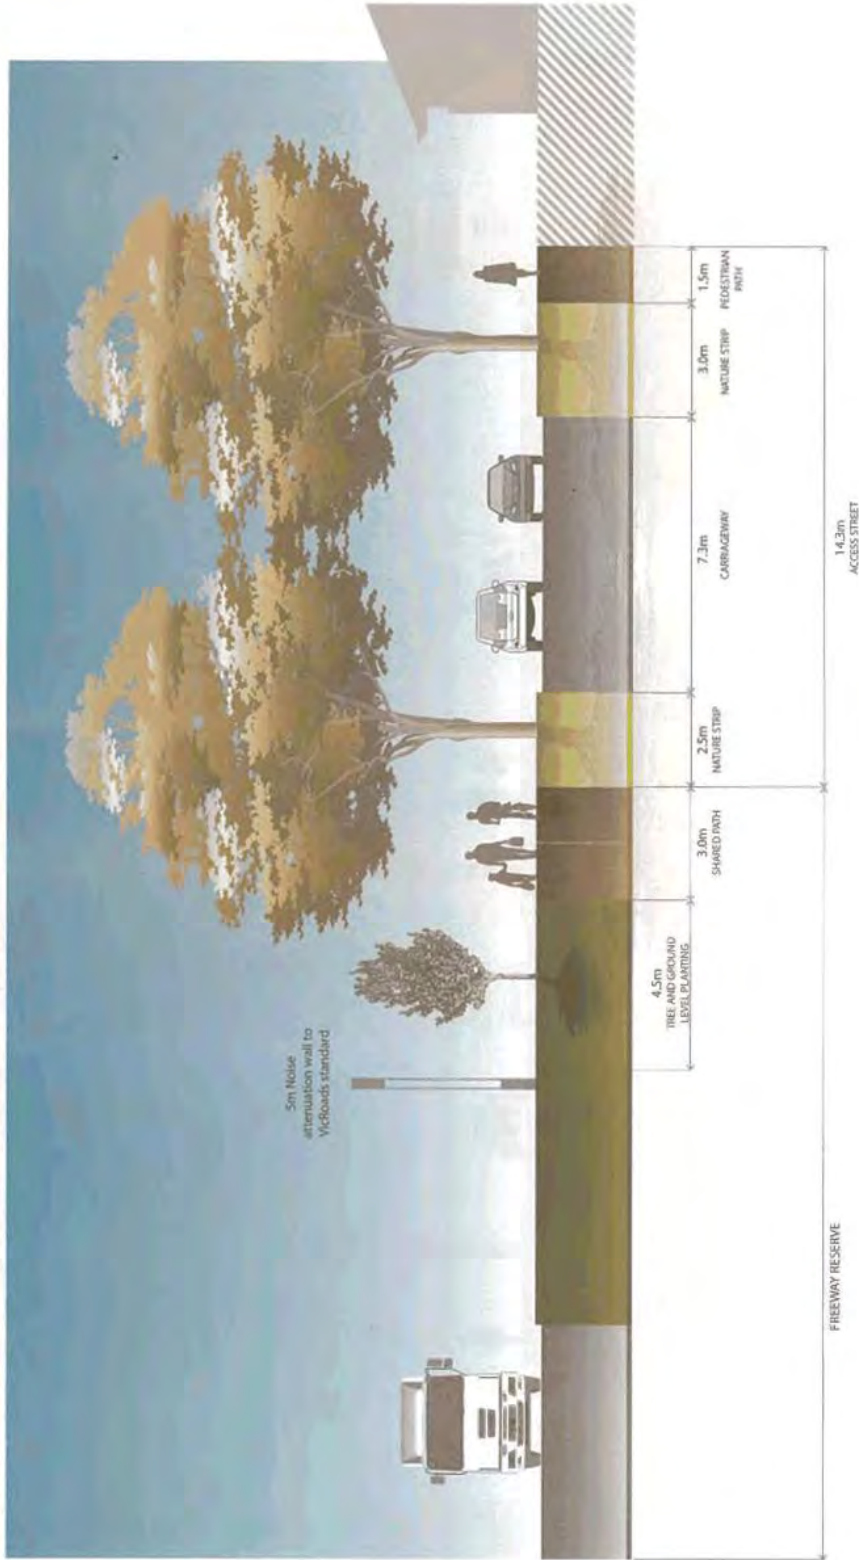 5m Noise
attenuation wall to
VicRoads standard
4.5m
TREE AND GROUND
LEVEL PLANTING
3.0m
SHARED PATH
2.5m
NATURE STRIP
7.3m
CARRIAGEWAY
3.0m
NATURE STRIP
1.5m
PEDESTRIAN
PATH
FREEWAY RESERVE
14.3m
ACCESS STREET